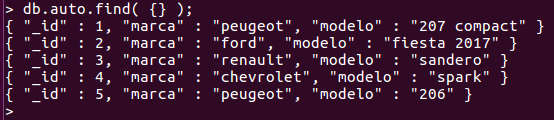 > db.auto.find( {} );
{ "_id" : 1, "marca" : "peugeot", "modelo" : "207 compact" }
{ "_id" : 2, "marca" : "ford", "modelo" : "fiesta 2017" }
{ "_id" : 3, "marca" : "renault", "modelo" : "sandero" }
{ "_id" : 4, "marca" : "chevrolet", "modelo" : "spark" }
{ "_id" : 5, "marca" : "peugeot", "modelo" : "206" }
>